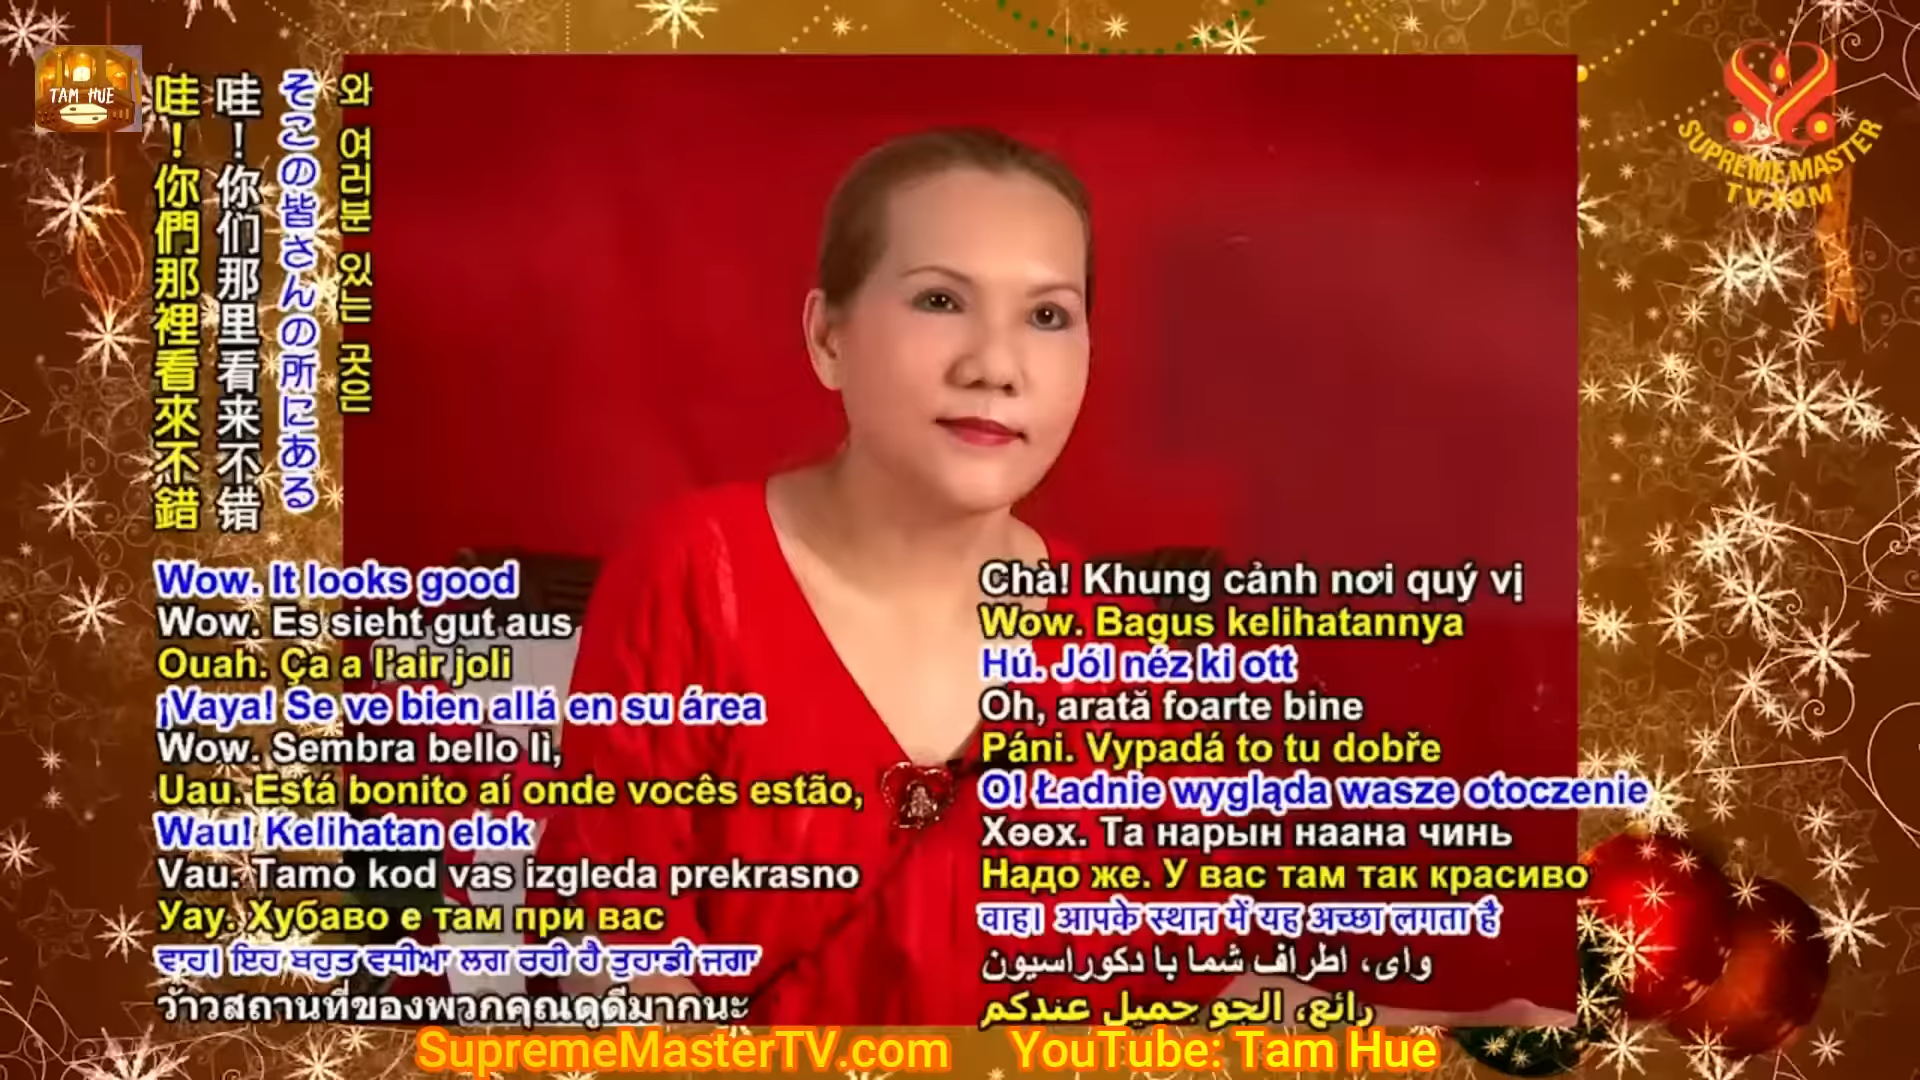 TAM HUE
SUPREME MASTER
TV.COM
哇！你們那裡看來不錯
哇！你们那里看来不错
そこの皆さんの所にある
와 여러분 있는 곳은
Wow. It looks good
Wow. Es sieht gut aus
Ouah. Ça a l'air joli
¡Vaya! Se ve bien allá en su área
Wow. Sembra bello lì,
Uau. Está bonito aí onde vocês estão,
Wau! Kelihatan elok
Vau. Tamo kod vas izgleda prekrasno
Уау. Хубаво е там при вас
ਵਾਹ। ਇਹ ਬਹੁਤ ਵਧੀਆ ਲਗ ਰਹੀ ਹੈ ਤੁਹਾਡੀ ਜਗਾ
ว้าวสถานที่ของพวกคุณดูดีมากนะ
Chà! Khung cảnh nơi quý vị
Wow. Bagus kelihatannya
Hú. Jól néz ki ott
Oh, arată foarte bine
Páni. Vypadá to tu dobře
O! Ładnie wygląda wasze otoczenie
Хөөх. Та нарын наана чинь
Надо же. У вас там так красиво
वाह। आपके स्थान में यह अच्छा लगता है
وای، اطراف شما با دکوراسیون
رائع، الجو جميل عندكم
SupremeMasterTV.com
YouTube: Tam Hue